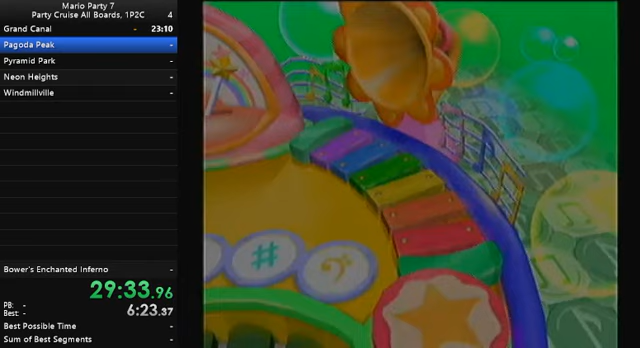 Mario Party 7
Party Cruise All Boards, 1P2C 4
Grand Canal - 23:10
Pagoda Peak -
Pyramid Park -
Neon Heights -
Windmillville -
Bower's Enchanted Inferno -
29:33.96
PB: -
Best: - 6:23.37
Best Possible Time -
Sum of Best Segments -
#